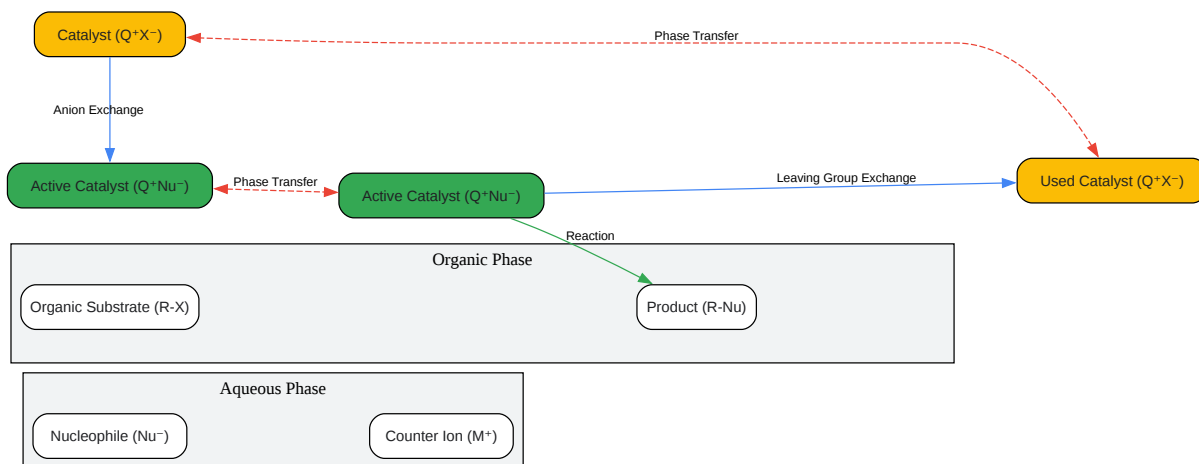 Catalyst (Q⁺X⁻)
Phase Transfer
Anion Exchange
Active Catalyst (Q⁺Nu⁻)
Phase Transfer
Active Catalyst (Q⁺Nu⁻)
Leaving Group Exchange
Used Catalyst (Q⁺X⁻)
Reaction
Organic Phase
Organic Substrate (R-X)
Product (R-Nu)
Aqueous Phase
Nucleophile (Nu⁻)
Counter Ion (M⁺)